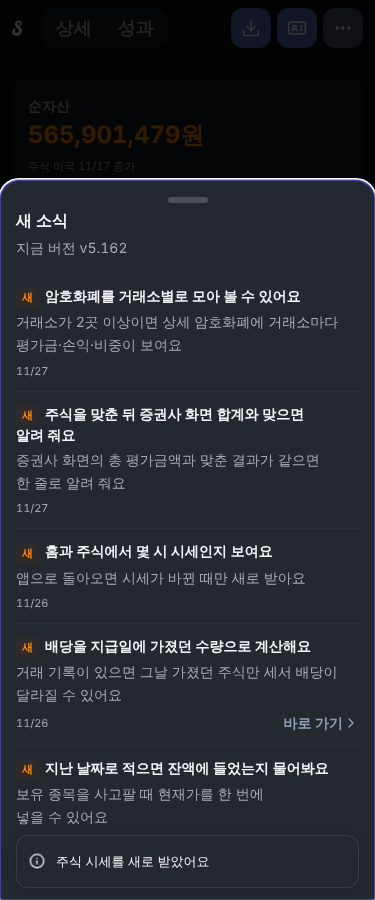 상세 성과
순자산
565,901,479원
주식 미국 11/17 종가
새 소식
지금 버전 v5.162
새 암호화폐를 거래소별로 모아 볼 수 있어요
거래소가 2곳 이상이면 상세 암호화폐에 거래소마다
평가금·손익·비중이 보여요
11/27
새 주식을 맞춘 뒤 증권사 화면 합계와 맞으면
알려 줘요
증권사 화면의 총 평가금액과 맞춘 결과가 같으면
한 줄로 알려 줘요
11/27
새 홈과 주식에서 몇 시 시세인지 보여요
앱으로 돌아오면 시세가 바뀐 때만 새로 받아요
11/26
새 배당을 지급일에 가졌던 수량으로 계산해요
거래 기록이 있으면 그날 가졌던 주식만 세서 배당이
달라질 수 있어요
11/26 바로 가기
새 지난 날짜로 적으면 잔액에 들었는지 물어봐요
보유 종목을 사고팔 때 현재가를 한 번에
넣을 수 있어요
주식 시세를 새로 받았어요